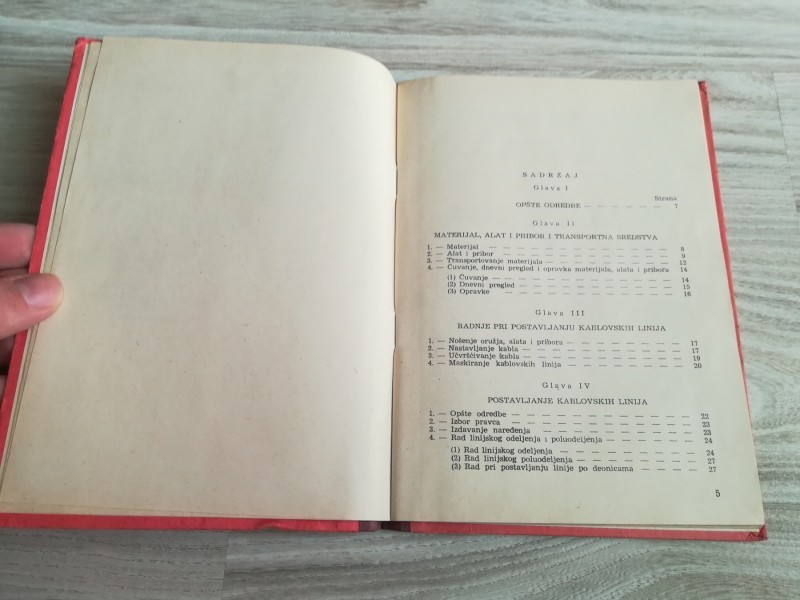 SADRŽAJ
Glava I
Strana
OPŠTE ODREDBE — — — — — — — 7
Glava II
MATERIJAL, ALAT I PRIBOR I TRANSPORTNA SREDSTVA
1. — Materijal — — — — — — — — — — 8
2. — Alat i pribor — — — — — — — — — 9
3. — Transportovanje materijala — — — — — — — 12
4. — Čuvanje, dnevni pregled i opravka materijala, alata i pribora 14
(1) Čuvanje — — — — — — — — — 14
(2) Dnevni pregled — — — — — — — — 15
(3) Opravke — — — — — — — — — 16
Glava III
RADNJE PRI POSTAVLJANJU KABLOVSKIH LINIJA
1. — Nošenje oružja, alata i pribora — — — — — — 17
2. — Nastavljanje kabla — — — — — — — — 17
3. — Učvršćivanje kabla — — — — — — — — 19
4. — Maskiranje kablovskih linija — — — — — — 20
Glava IV
POSTAVLJANJE KABLOVSKIH LINIJA
1. — Opšte odredbe — — — — — — — — — 22
2. — Izbor pravca — — — — — — — — — 23
3. — Izdavanje naređenja — — — — — — — — 23
4. — Rad linijskog odeljenja i poluodeljenja — — — — — 24
(1) Rad linijskog odeljenja — — — — — — — 24
(2) Rad linijskog poluodeljenja — — — — — — 27
(3) Rad pri postavljanju linije po deonicama — — — — 27
5